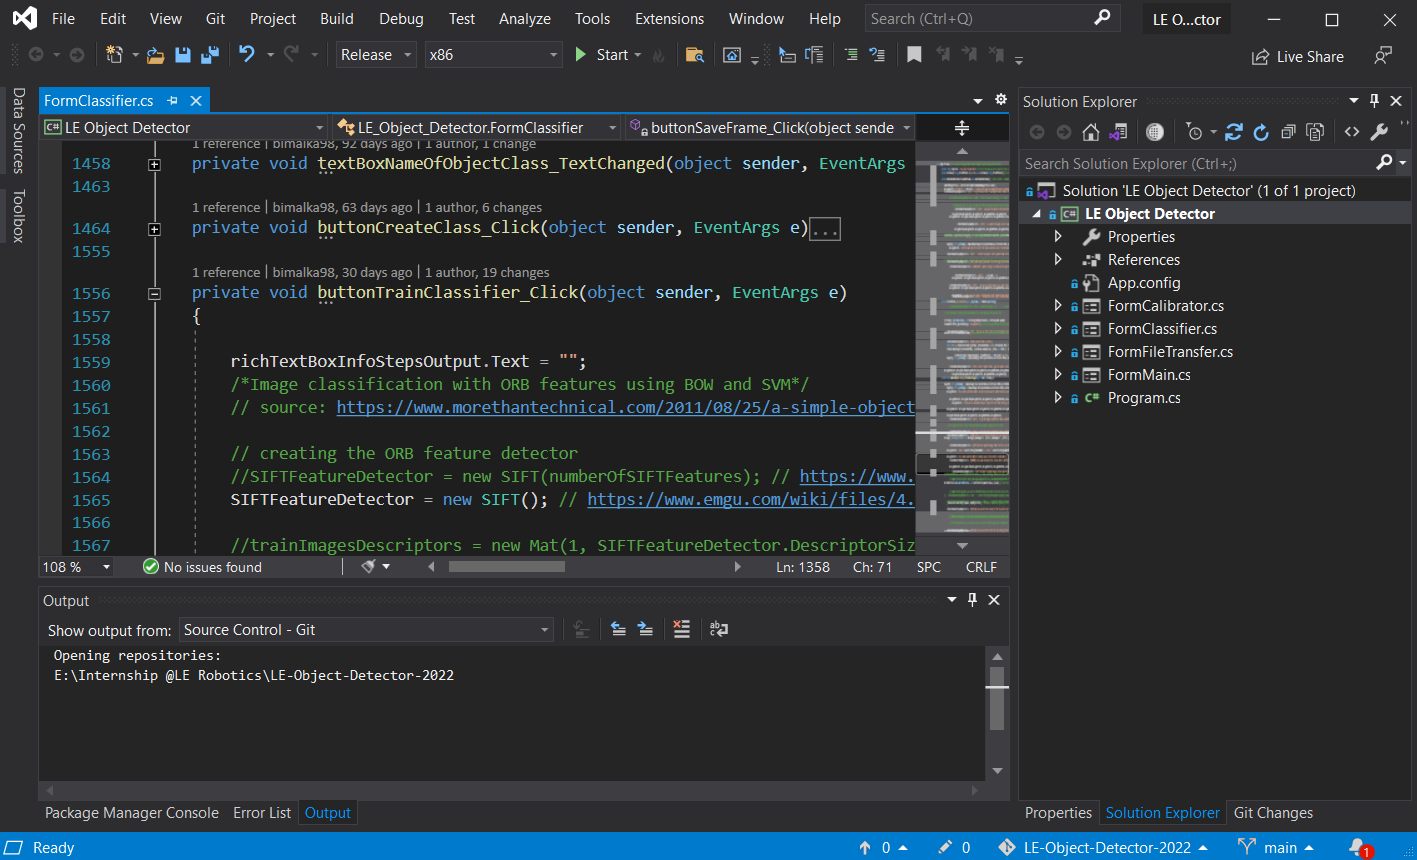 File Edit View Git Project Build Debug Test Analyze Tools Extensions Window Help Search (Ctrl+Q) LE O...ctor
Release x86 Start Live Share
Data Sources
Toolbox
FormClassifier.cs
LE Object Detector LE_Object_Detector.FormClassifier buttonSaveFrame_Click(object sende
1 reference | bimalka98, 92 days ago | 1 author, 1 change
1458 private void textBoxNameOfObjectClass_TextChanged(object sender, EventArgs
1463
1 reference | bimalka98, 63 days ago | 1 author, 6 changes
1464 private void buttonCreateClass_Click(object sender, EventArgs e)...
1555
1 reference | bimalka98, 30 days ago | 1 author, 19 changes
1556 private void buttonTrainClassifier_Click(object sender, EventArgs e)
1557 {
1558
1559 richTextBoxInfoStepsOutput.Text = "";
1560 /*Image classification with ORB features using BOW and SVM*/
1561 // source: https://www.morethantechnical.com/2011/08/25/a-simple-object
1562
1563 // creating the ORB feature detector
1564 //SIFTFeatureDetector = new SIFT(numberOfSIFTFeatures); // https://www.
1565 SIFTFeatureDetector = new SIFT(); // https://www.emgu.com/wiki/files/4.
1566
1567 //trainImagesDescriptors = new Mat(1, SIFTFeatureDetector.DescriptorSiz
108 % No issues found Ln: 1358 Ch: 71 SPC CRLF
Output
Show output from: Source Control - Git
Opening repositories:
E:\Internship @LE Robotics\LE-Object-Detector-2022
Package Manager Console Error List Output
Solution Explorer
Search Solution Explorer (Ctrl+;)
Solution 'LE Object Detector' (1 of 1 project)
LE Object Detector
Properties
References
App.config
FormCalibrator.cs
FormClassifier.cs
FormFileTransfer.cs
FormMain.cs
Program.cs
Properties Solution Explorer Git Changes
Ready 0 0 LE-Object-Detector-2022 main 1